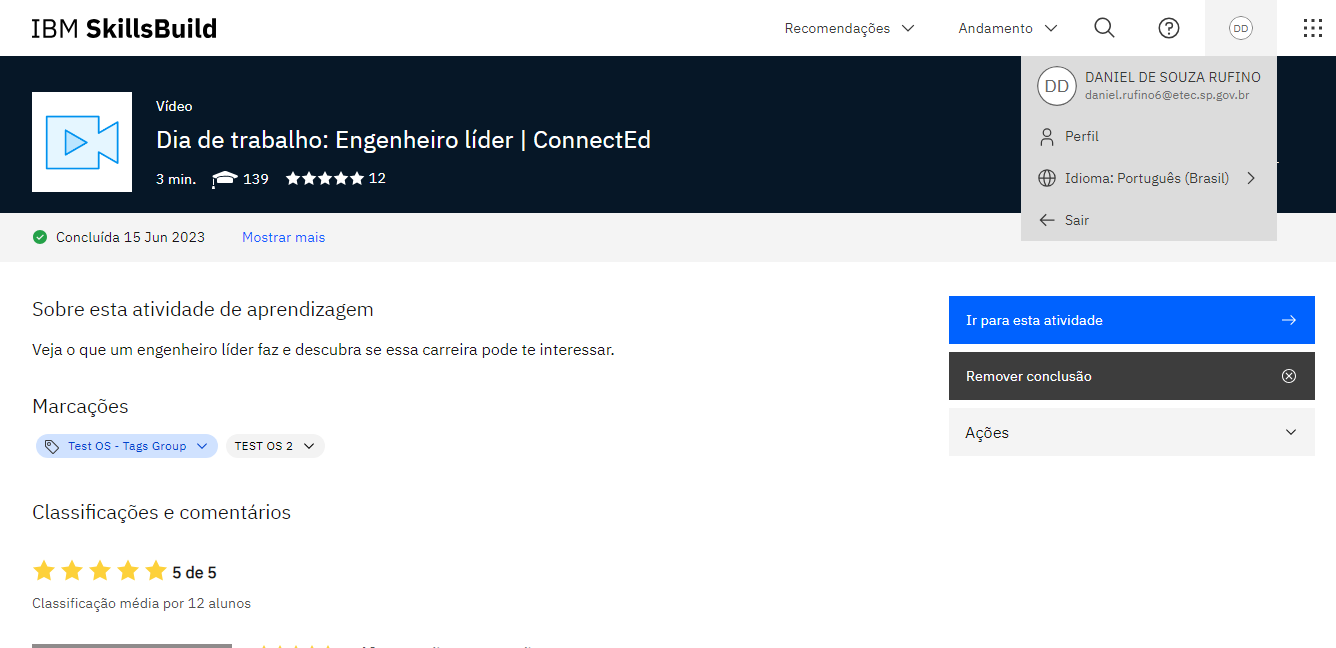 IBM SkillsBuild
Recomendações
Andamento
DD
DD
DANIEL DE SOUZA RUFINO
daniel.rufino6@etec.sp.gov.br
Perfil
Idioma: Português (Brasil)
Sair
Vídeo
Dia de trabalho: Engenheiro líder | ConnectEd
3 min. 139 12
Concluída 15 Jun 2023 Mostrar mais
Sobre esta atividade de aprendizagem
Veja o que um engenheiro líder faz e descubra se essa carreira pode te interessar.
Marcações
Test OS - Tags Group TEST OS 2
Classificações e comentários
5 de 5
Classificação média por 12 alunos
Ir para esta atividade
Remover conclusão
Ações